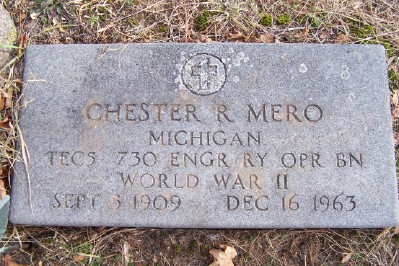 CHESTER R MERO
MICHIGAN
TEC5 730 ENGR RY OPR BN
WORLD WAR II
SEPT 5 1909 DEC 16 1963